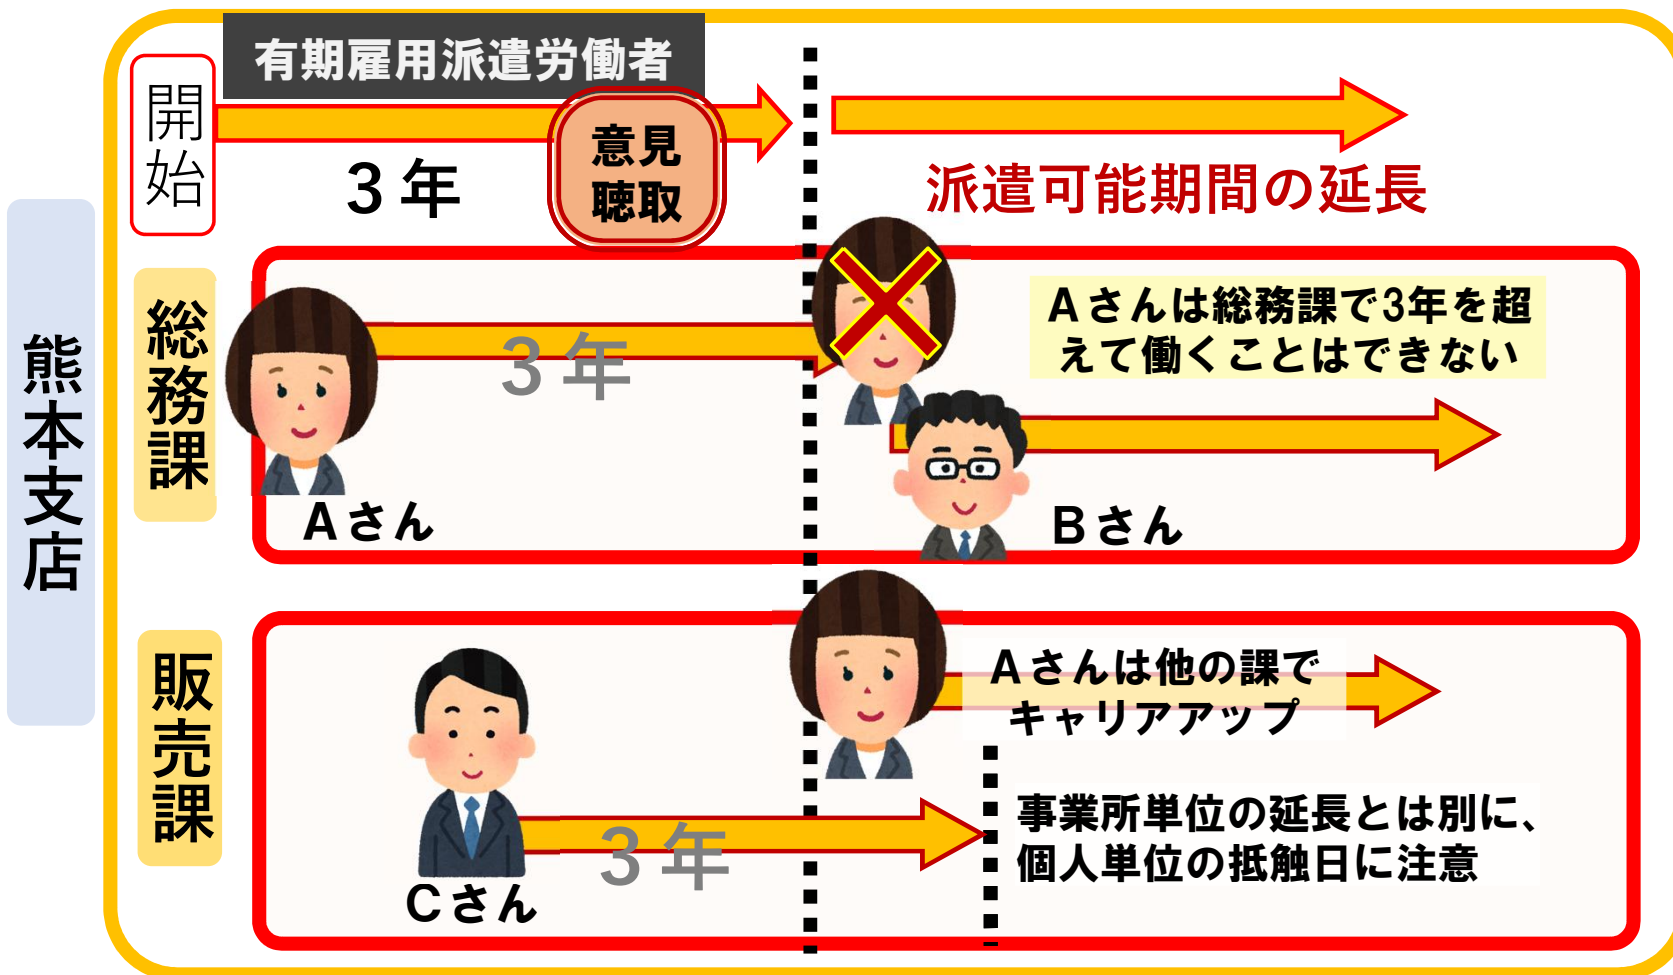 有期雇用派遣労働者
開始
3年
意見
聴取
派遣可能期間の延長
熊本支店
総務課
3年
Aさんは総務課で3年を超
えて働くことはできない
Aさん
Bさん
販売課
Aさんは他の課で
キャリアアップ
3年
事業所単位の延長とは別に、
個人単位の抵触日に注意
Cさん